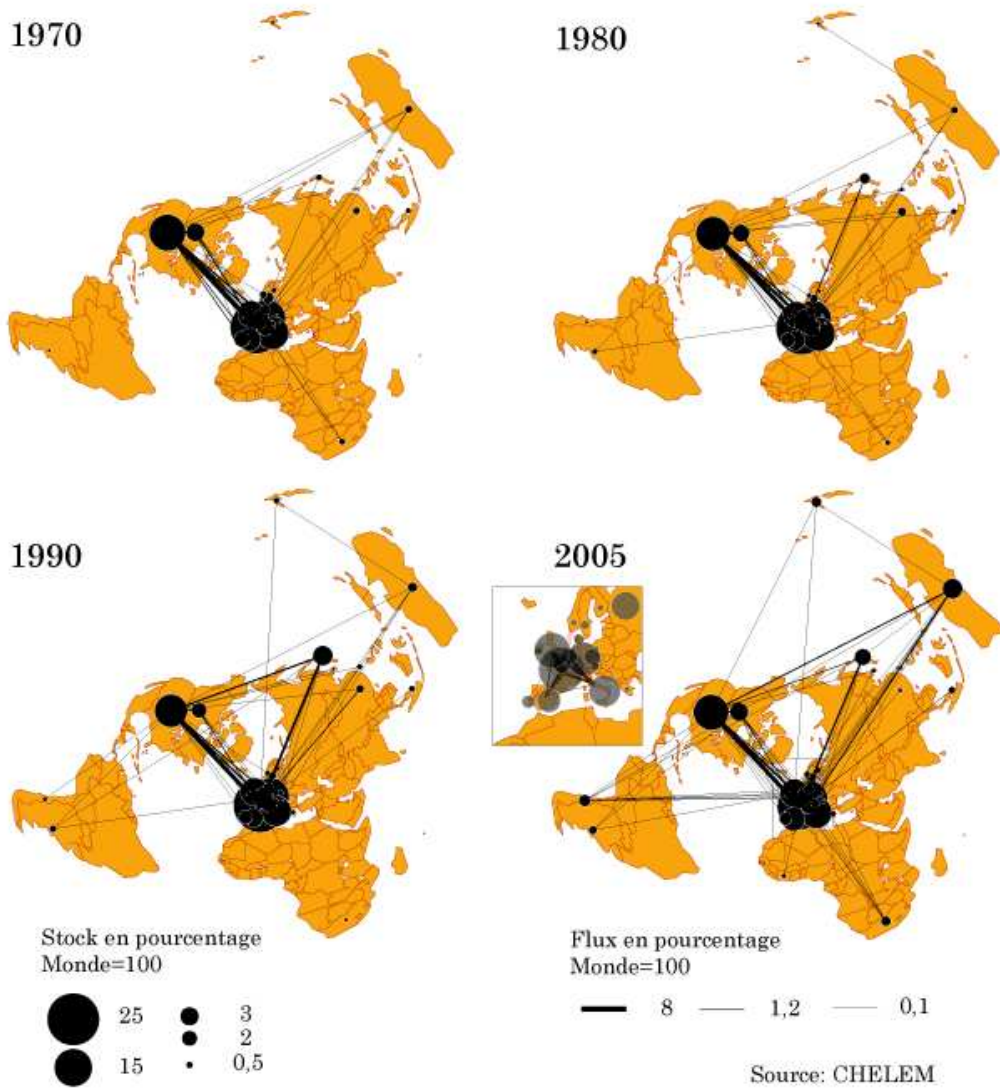 1970
1980
1990
2005
Stock en pourcentage
Monde=100
25
3
2
15
0,5
Flux en pourcentage
Monde=100
8
1,2
0,1
Source: CHELEM